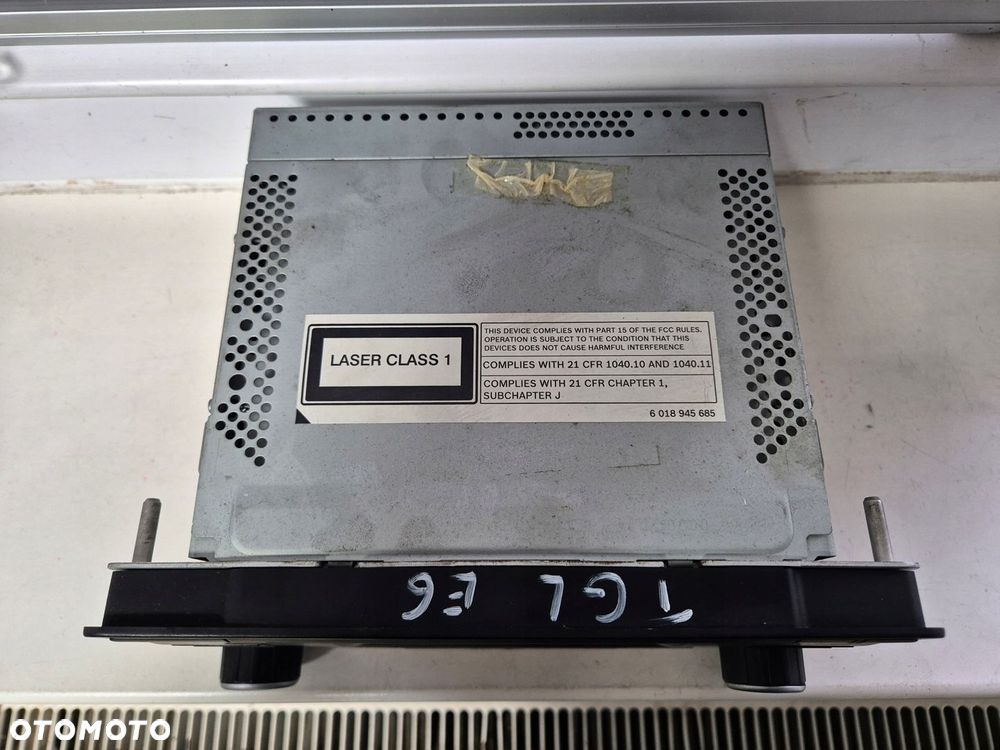 LASER CLASS 1
THIS DEVICE COMPLIES WITH PART 15 OF THE FCC RULES.
OPERATION IS SUBJECT TO THE CONDITION THAT THIS
DEVICES DOES NOT CAUSE HARMFUL INTERFERENCE
COMPLIES WITH 21 CFR 1040.10 AND 1040.11
COMPLIES WITH 21 CFR CHAPTER 1,
SUBCHAPTER J
6 018 945 685
TGL E6
OTOMOTO